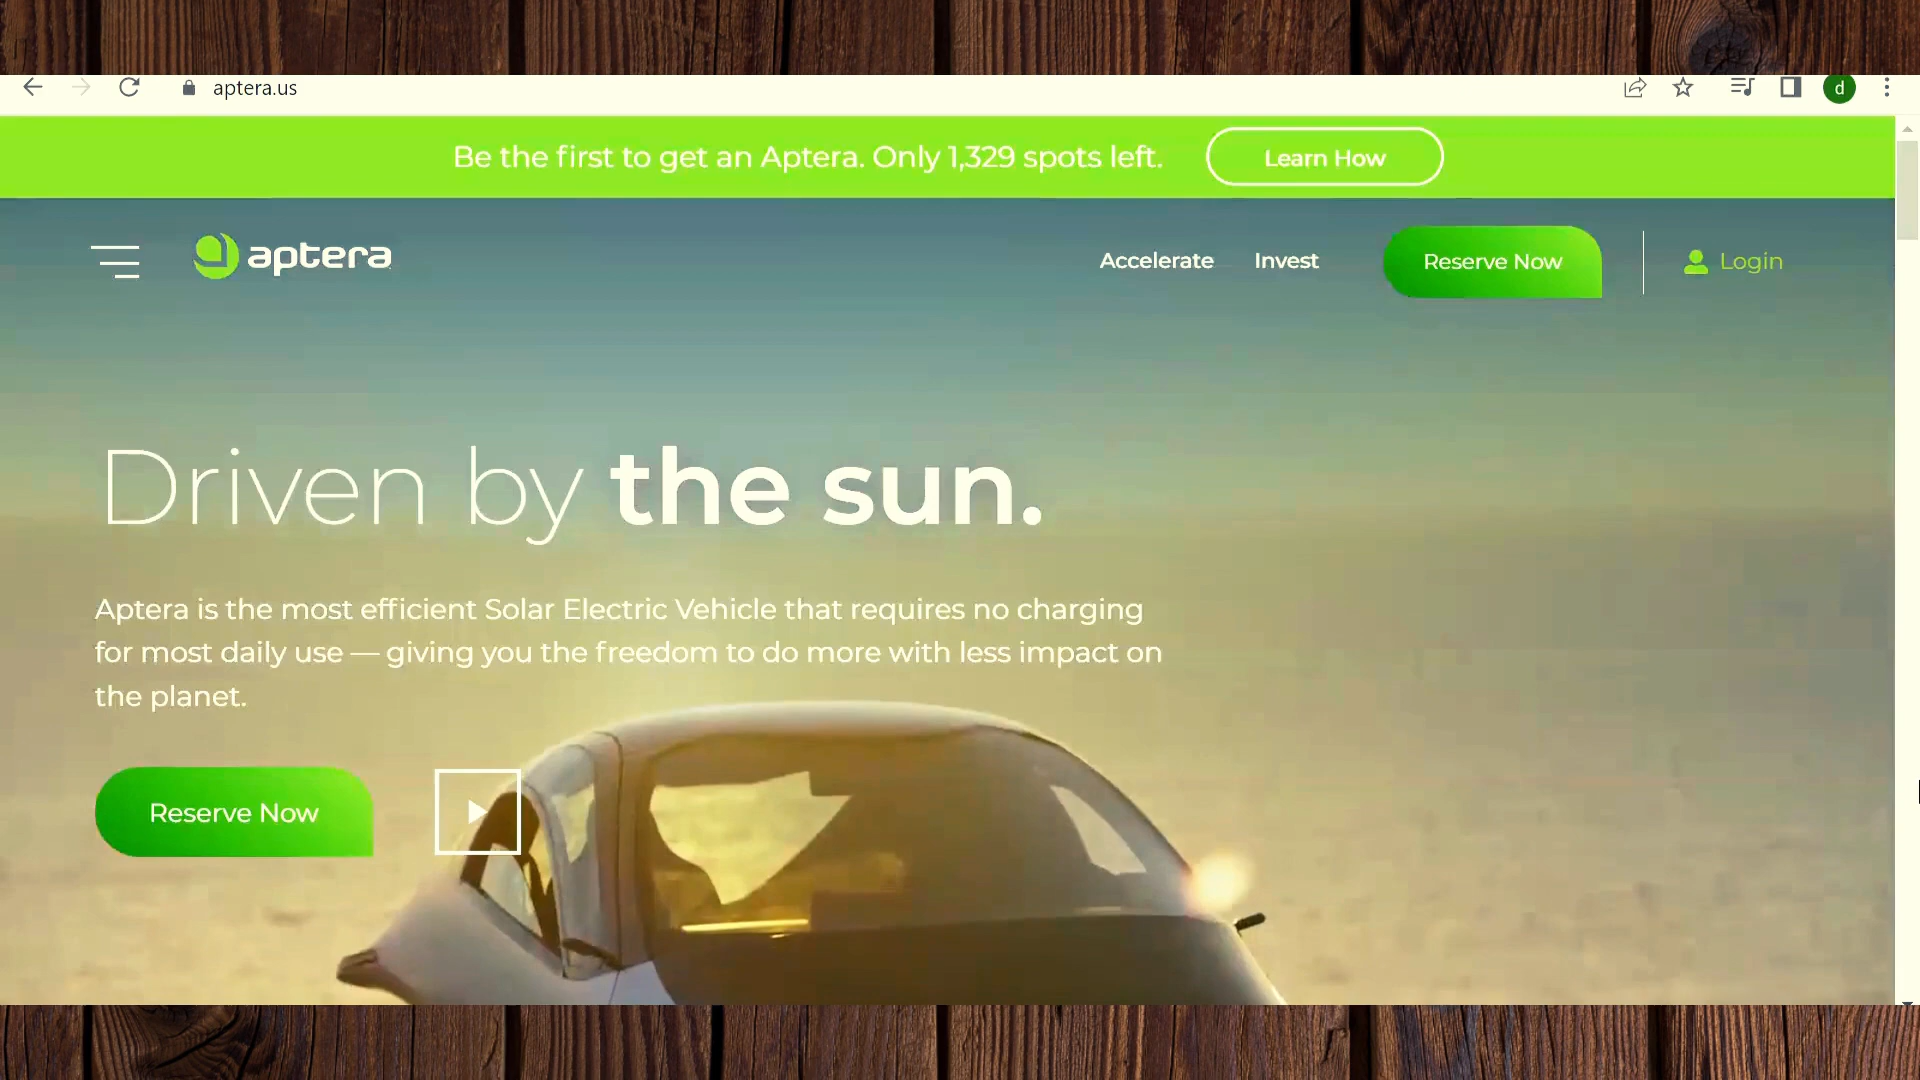 aptera.us
d
Be the first to get an Aptera. Only 1,329 spots left.
Learn How
aptera
Accelerate
Invest
Reserve Now
Login
Driven by the sun.
Aptera is the most efficient Solar Electric Vehicle that requires no charging
for most daily use — giving you the freedom to do more with less impact on
the planet.
Reserve Now